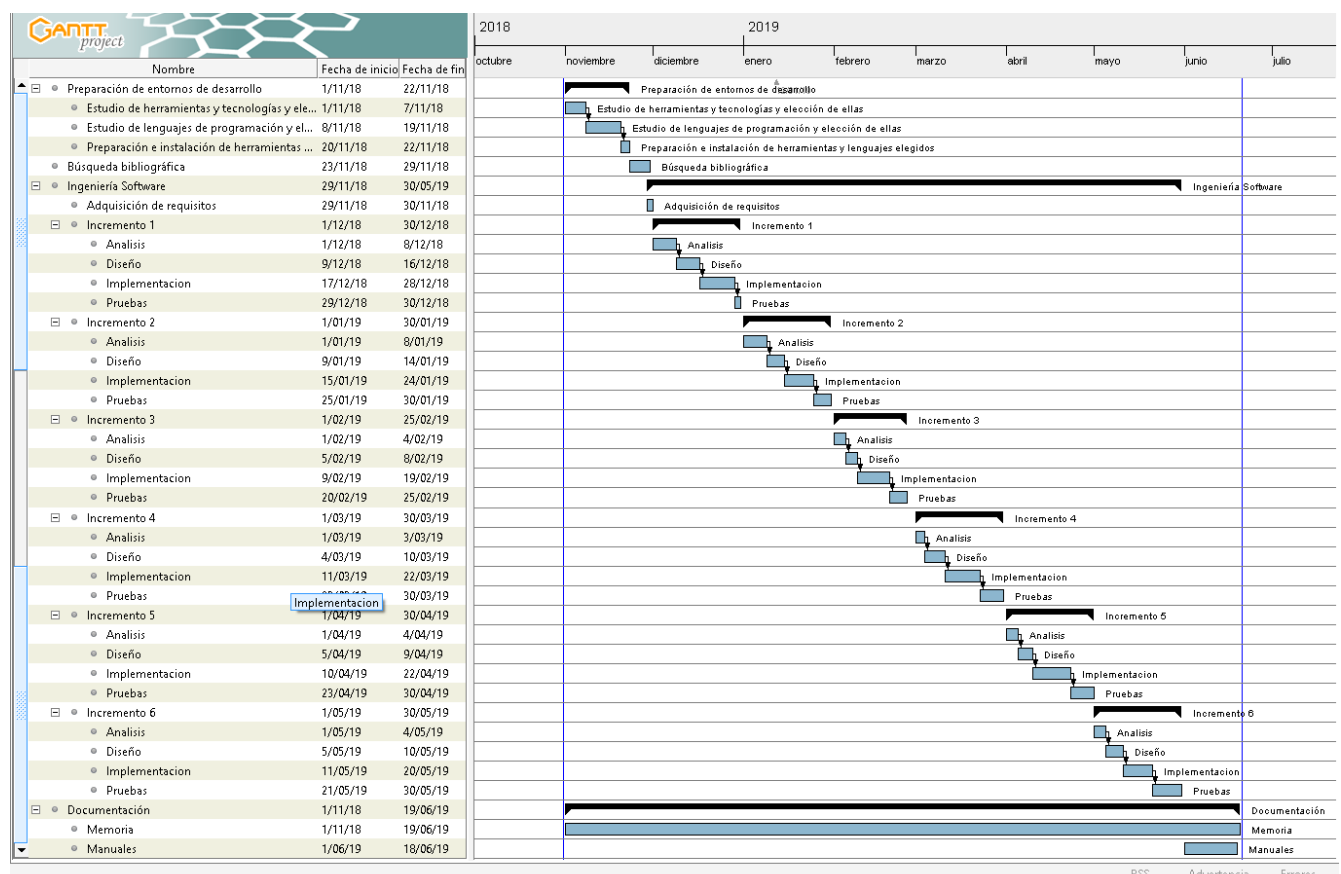 GANTT
project
2018 2019
octubre noviembre diciembre enero febrero marzo abril mayo junio julio
Nombre Fecha de inicio Fecha de fin
Preparación de entornos de desarrollo 1/11/18 22/11/18 Preparación de entornos de desarrollo
Estudio de herramientas y tecnologías y ele... 1/11/18 7/11/18 Estudio de herramientas y tecnologías y elección de ellas
Estudio de lenguajes de programación y el... 8/11/18 19/11/18 Estudio de lenguajes de programación y elección de ellas
Preparación e instalación de herramientas ... 20/11/18 22/11/18 Preparación e instalación de herramientas y lenguajes elegidos
Búsqueda bibliográfica 23/11/18 29/11/18 Búsqueda bibliográfica
Ingeniería Software 29/11/18 30/05/19 Ingeniería Software
Adquisición de requisitos 29/11/18 30/11/18 Adquisición de requisitos
Incremento 1 1/12/18 30/12/18 Incremento 1
Analisis 1/12/18 8/12/18 Analisis
Diseño 9/12/18 16/12/18 Diseño
Implementacion 17/12/18 28/12/18 Implementacion
Pruebas 29/12/18 30/12/18 Pruebas
Incremento 2 1/01/19 30/01/19 Incremento 2
Analisis 1/01/19 8/01/19 Analisis
Diseño 9/01/19 14/01/19 Diseño
Implementacion 15/01/19 24/01/19 Implementacion
Pruebas 25/01/19 30/01/19 Pruebas
Incremento 3 1/02/19 25/02/19 Incremento 3
Analisis 1/02/19 4/02/19 Analisis
Diseño 5/02/19 8/02/19 Diseño
Implementacion 9/02/19 19/02/19 Implementacion
Pruebas 20/02/19 25/02/19 Pruebas
Incremento 4 1/03/19 30/03/19 Incremento 4
Analisis 1/03/19 3/03/19 Analisis
Diseño 4/03/19 10/03/19 Diseño
Implementacion 11/03/19 22/03/19 Implementacion
Pruebas 30/03/19 Pruebas
Implementacion
Incremento 5 1/04/19 30/04/19 Incremento 5
Analisis 1/04/19 4/04/19 Analisis
Diseño 5/04/19 9/04/19 Diseño
Implementacion 10/04/19 22/04/19 Implementacion
Pruebas 23/04/19 30/04/19 Pruebas
Incremento 6 1/05/19 30/05/19 Incremento 6
Analisis 1/05/19 4/05/19 Analisis
Diseño 5/05/19 10/05/19 Diseño
Implementacion 11/05/19 20/05/19 Implementacion
Pruebas 21/05/19 30/05/19 Pruebas
Documentación 1/11/18 19/06/19 Documentación
Memoria 1/11/18 19/06/19 Memoria
Manuales 1/06/19 18/06/19 Manuales